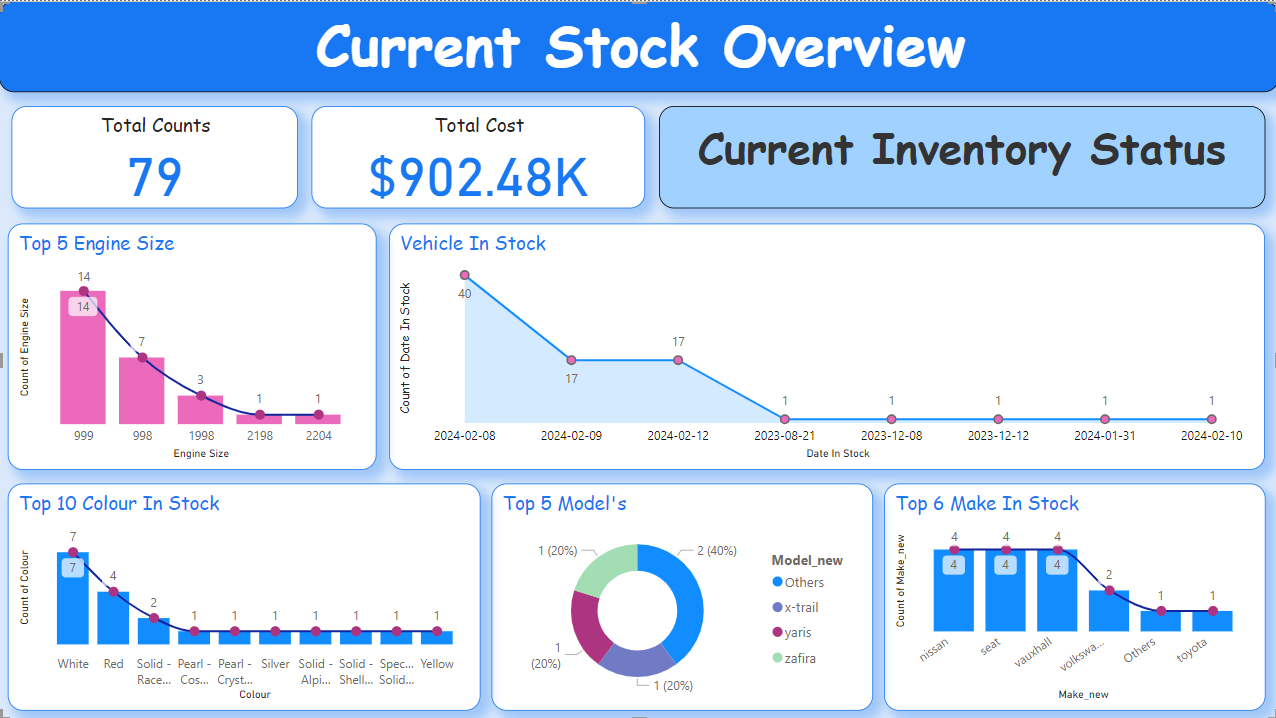 Current Stock Overview
Total Counts
79
Total Cost
$902.48K
Current Inventory Status
Top 5 Engine Size
Count of Engine Size
14
14
7
3
1
1
999
998
1998
2198
2204
Engine Size
Vehicle In Stock
Count of Date In Stock
40
17
17
1
1
1
1
1
2024-02-08
2024-02-09
2024-02-12
2023-08-21
2023-12-08
2023-12-12
2024-01-31
2024-02-10
Date In Stock
Top 10 Colour In Stock
Count of Colour
7
7
4
2
1
1
1
1
1
1
1
White
Red
Solid -
Race...
Pearl -
Cos...
Pearl -
Cryst...
Silver
Solid -
Alpi...
Solid -
Shell...
Spec...
Solid...
Yellow
Colour
Top 5 Model's
1 (20%)
2 (40%)
1
(20%)
1 (20%)
Model_new
Others
x-trail
yaris
zafira
Top 6 Make In Stock
Count of Make_new
4
4
4
4
4
4
2
1
1
nissan
seat
vauxhall
volkswa...
Others
toyota
Make_new